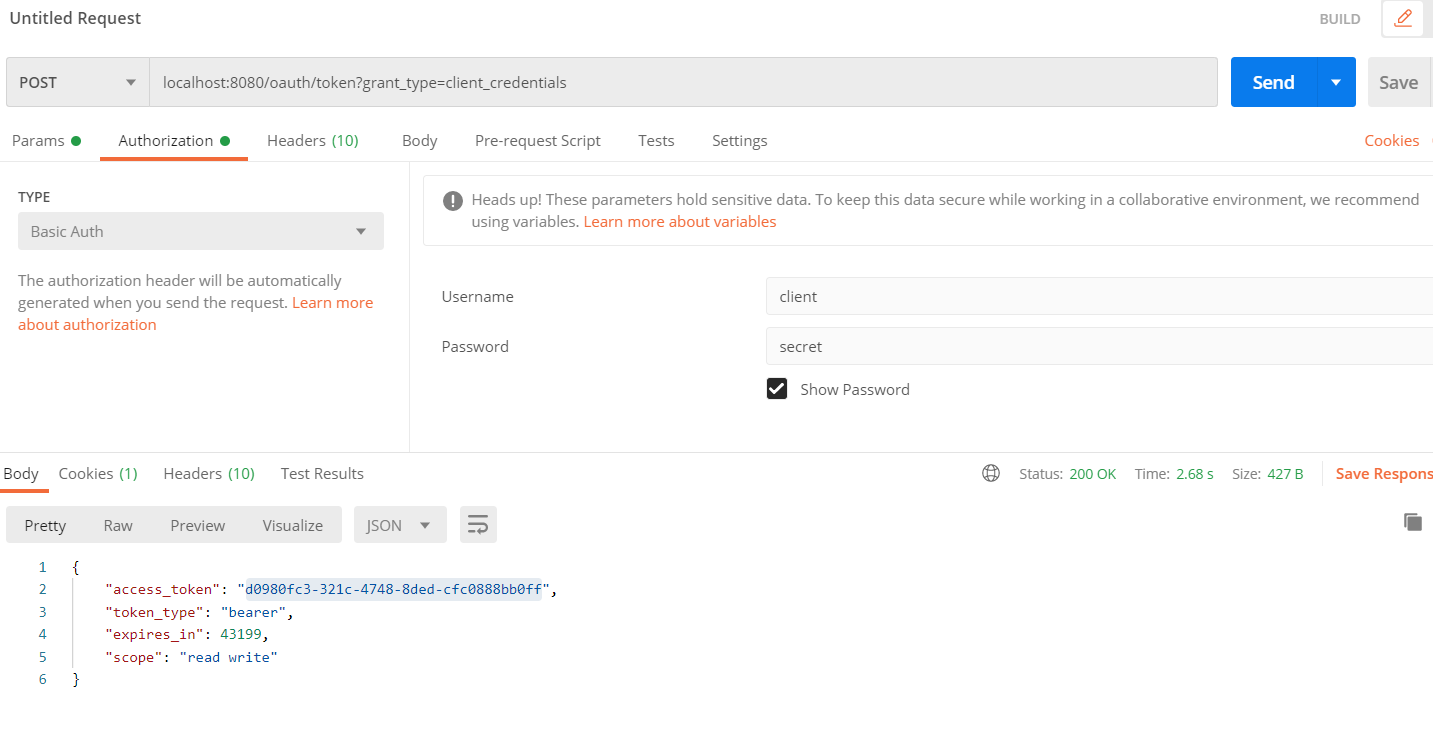 Untitled Request
BUILD
POST
localhost:8080/oauth/token?grant_type=client_credentials
Send
Save
Params
Authorization
Headers (10)
Body
Pre-request Script
Tests
Settings
Cookies
TYPE
Basic Auth
The authorization header will be automatically
generated when you send the request. Learn more
about authorization
Heads up! These parameters hold sensitive data. To keep this data secure while working in a collaborative environment, we recommend
using variables. Learn more about variables
Username
client
Password
secret
Show Password
Body
Cookies (1)
Headers (10)
Test Results
Status: 200 OK
Time: 2.68 s
Size: 427 B
Save Respons
Pretty
Raw
Preview
Visualize
JSON
1 {
2 "access_token": "d0980fc3-321c-4748-8ded-cfc0888bb0ff",
3 "token_type": "bearer",
4 "expires_in": 43199,
5 "scope": "read write"
6 }